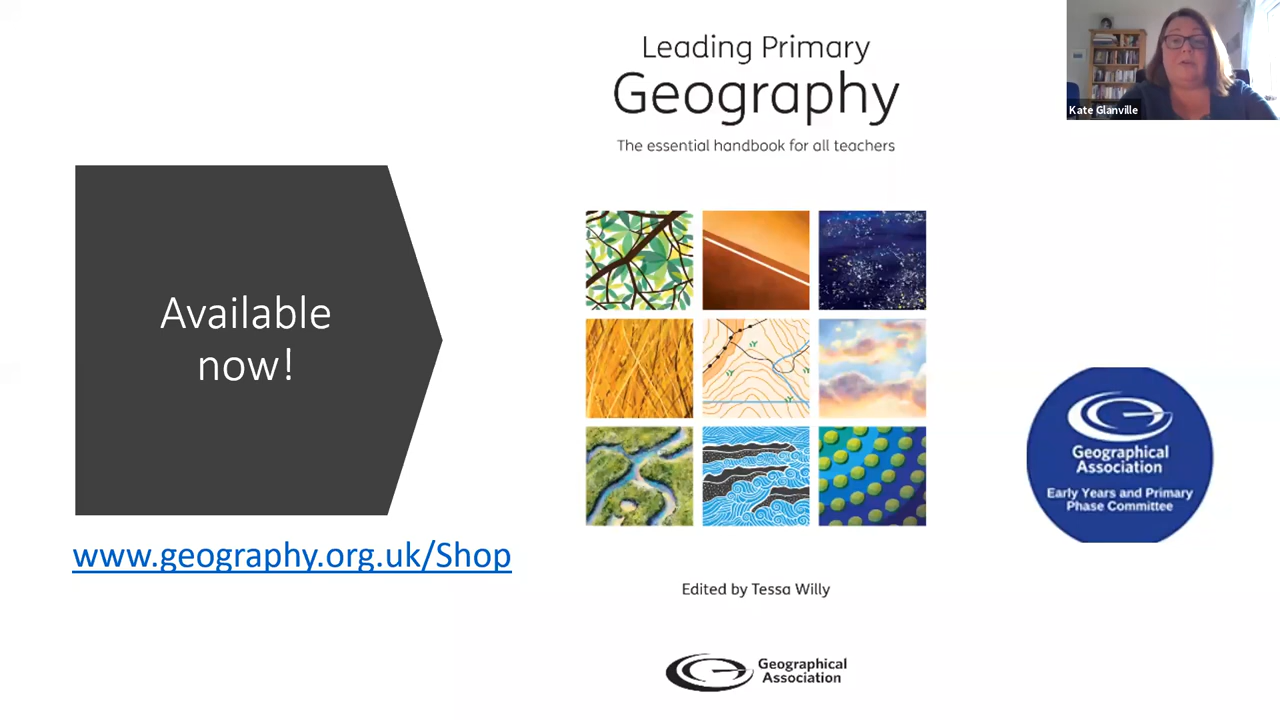 Leading Primary
Geography
The essential handbook for all teachers
Kate Glanville
Available
now!
www.geography.org.uk/Shop
Geographical
Association
Early Years and Primary
Phase Committee
Edited by Tessa Willy
Geographical
Association